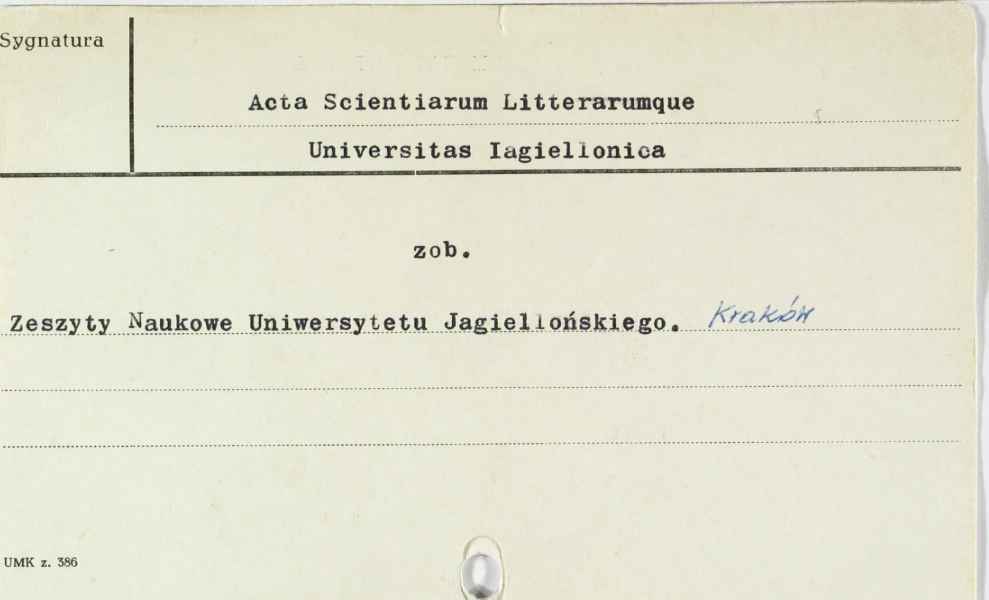 Sygnatura
Acta Scientiarum Litterarumque
Universitas Iagiellonica
zob.
Zeszyty Naukowe Uniwersytetu Jagiellońskiego. Kraków
UMK z. 386